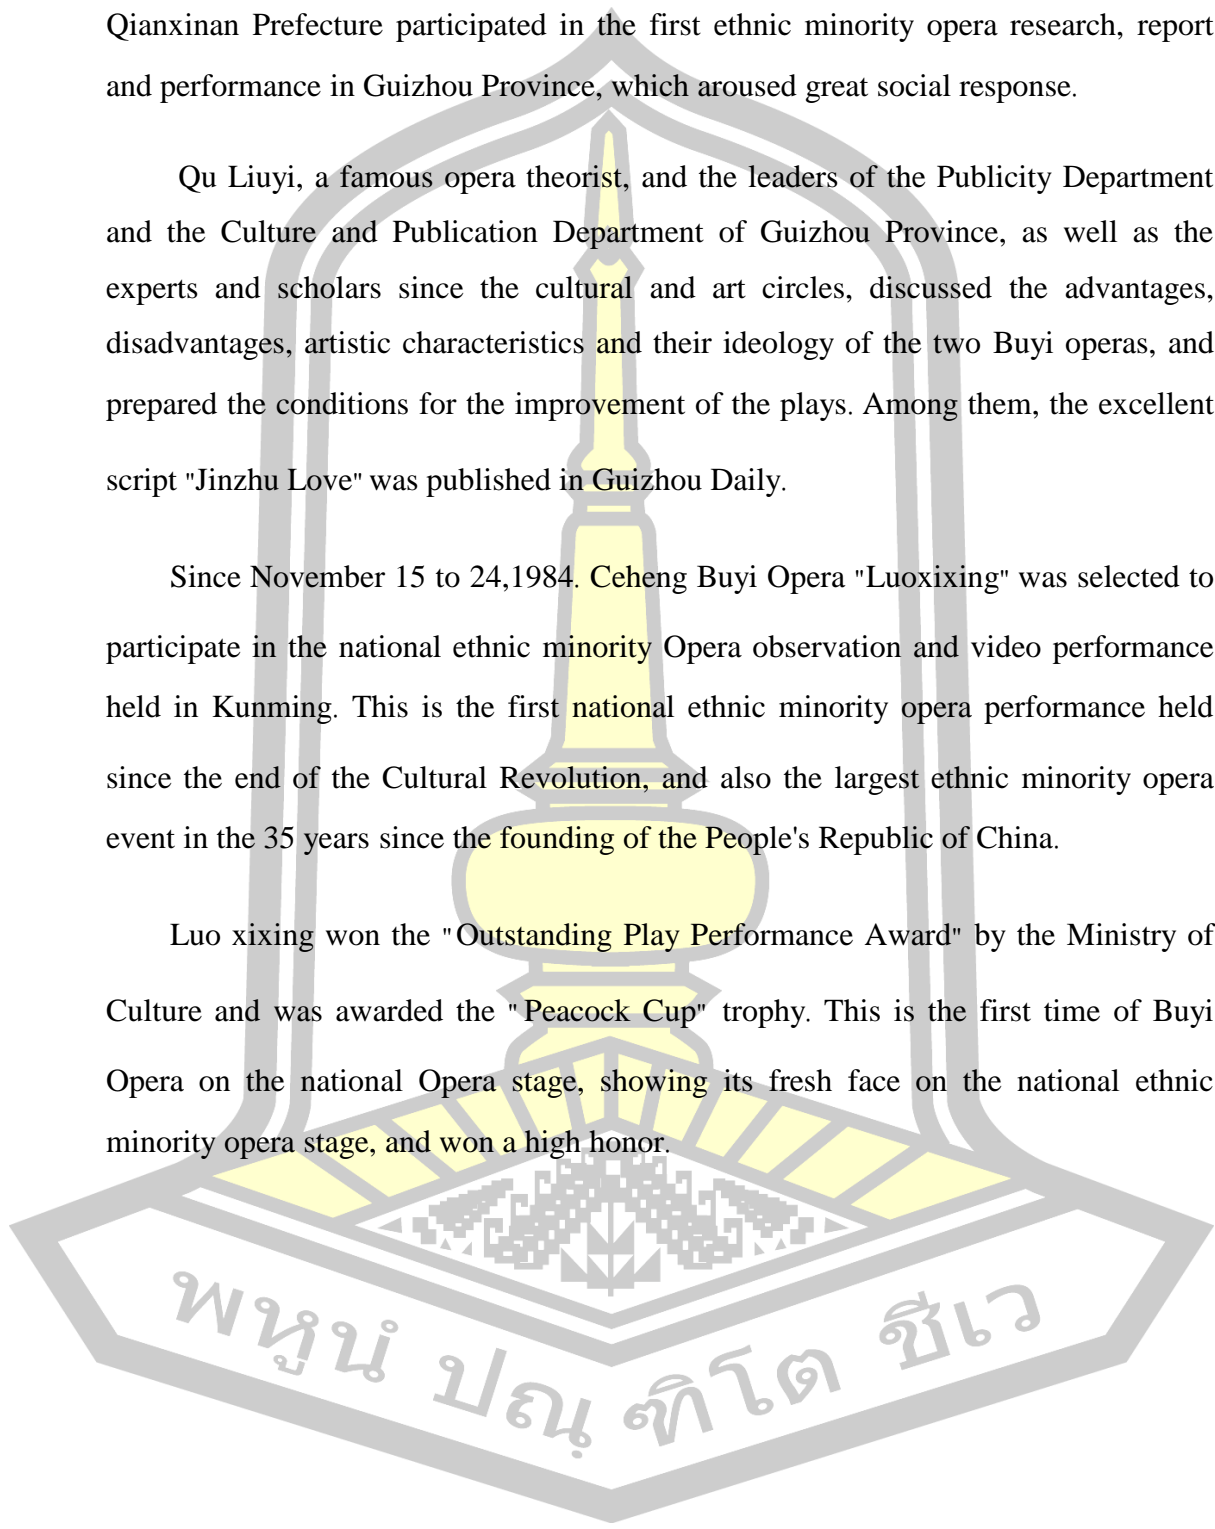 Qianxinan Prefecture participated in the first ethnic minority opera research, report
and performance in Guizhou Province, which aroused great social response.
Qu Liuyi, a famous opera theorist, and the leaders of the Publicity Department
and the Culture and Publication Department of Guizhou Province, as well as the
experts and scholars since the cultural and art circles, discussed the advantages,
disadvantages, artistic characteristics and their ideology of the two Buyi operas, and
prepared the conditions for the improvement of the plays. Among them, the excellent
script "Jinzhu Love" was published in Guizhou Daily.
Since November 15 to 24,1984. Ceheng Buyi Opera "Luoxixing" was selected to
participate in the national ethnic minority Opera observation and video performance
held in Kunming. This is the first national ethnic minority opera performance held
since the end of the Cultural Revolution, and also the largest ethnic minority opera
event in the 35 years since the founding of the People's Republic of China.
Luo xixing won the "Outstanding Play Performance Award" by the Ministry of
Culture and was awarded the "Peacock Cup" trophy. This is the first time of Buyi
Opera on the national Opera stage, showing its fresh face on the national ethnic
minority opera stage, and won a high honor.
พหูนํ ปณฺ ฑิโต ชีเว